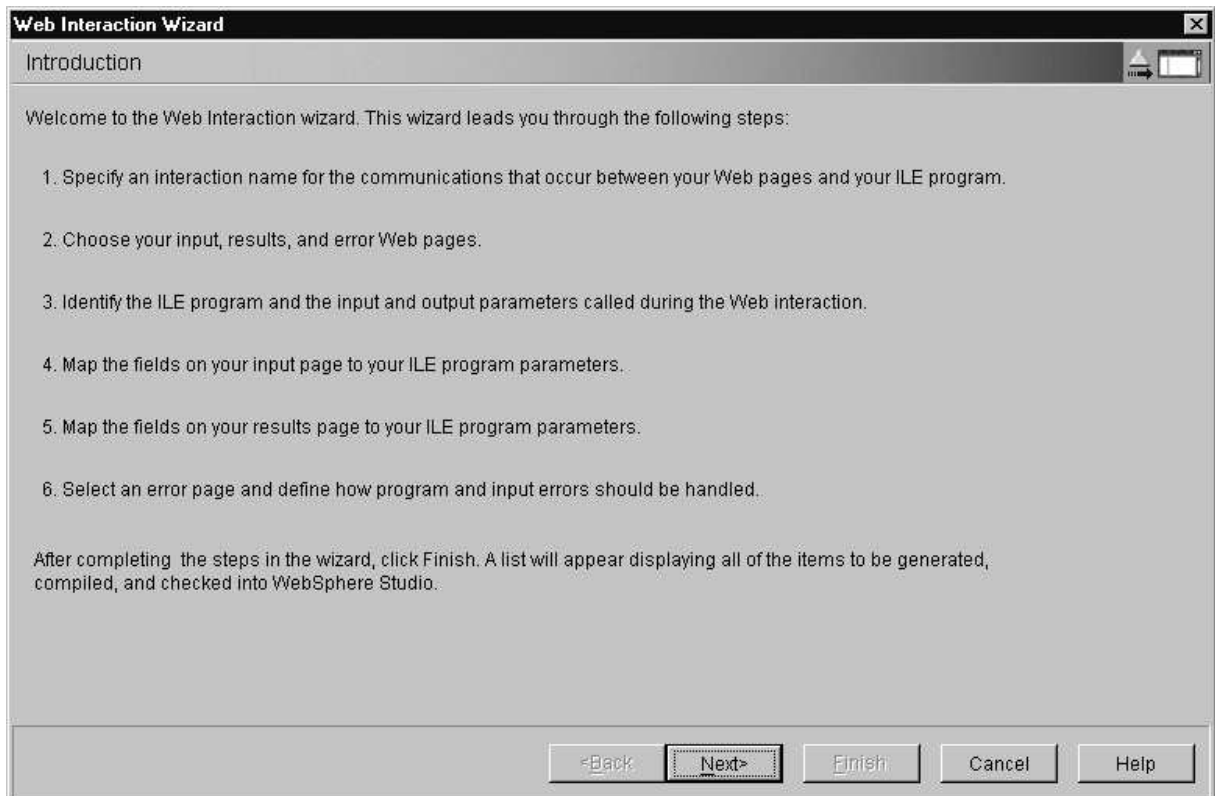 Web Interaction Wizard
Introduction
Welcome to the Web Interaction wizard. This wizard leads you through the following steps:
1. Specify an interaction name for the communications that occur between your Web pages and your ILE program.
2. Choose your input, results, and error Web pages.
3. Identify the ILE program and the input and output parameters called during the Web interaction.
4. Map the fields on your input page to your ILE program parameters.
5. Map the fields on your results page to your ILE program parameters.
6. Select an error page and define how program and input errors should be handled.
After completing the steps in the wizard, click Finish. A list will appear displaying all of the items to be generated,
compiled, and checked into WebSphere Studio.
<Back Next> Finish Cancel Help